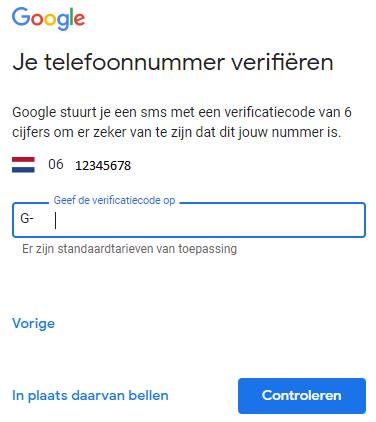 Google
Je telefoonnummer verifiëren
Google stuurt je een sms met een verificatiecode van 6
cijfers om er zeker van te zijn dat dit jouw nummer is.
06 12345678
Geef de verificatiecode op
G-
Er zijn standaardtarieven van toepassing
Vorige
In plaats daarvan bellen
Controleren